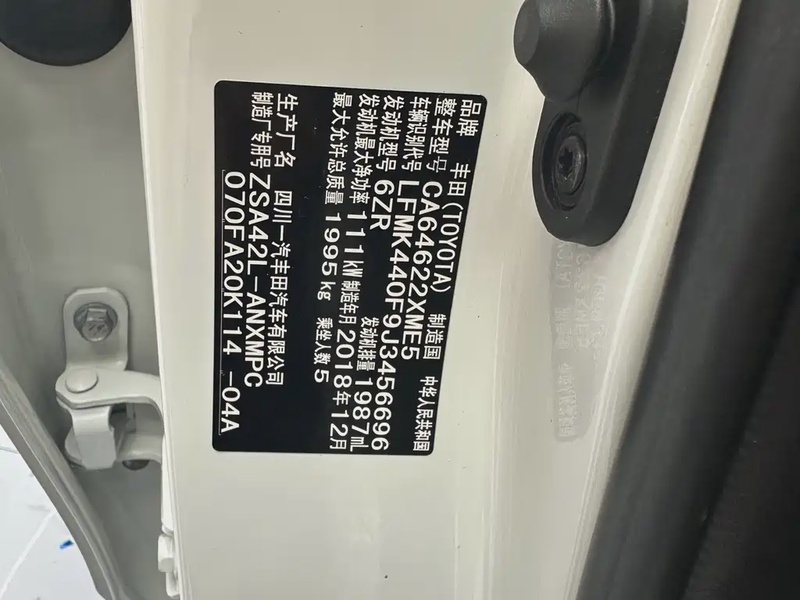 品牌 丰田(TOYOTA) 制造国 中华人民共和国
整车型号 CA64622XME5
车辆识别代号 LFMK440F9J3456696
发动机型号 6ZR 发动机排量 1987mL
发动机最大净功率 111kW 制造年月 2018年12月
最大允许总质量 1995kg 乘坐人数 5
生产厂名 四川一汽丰田汽车有限公司
制造厂专用号 ZSA42L-ANXMPC
070FA20K114 -04A